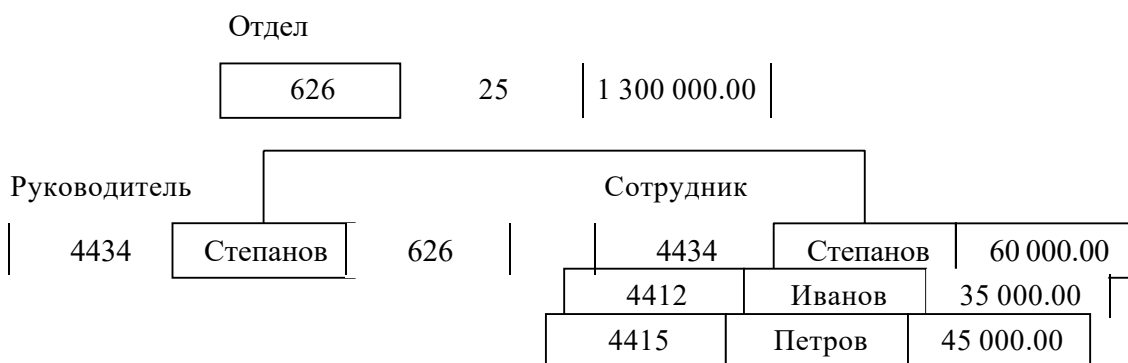 Отдел
626 25 1 300 000.00
Руководитель Сотрудник
4434 Степанов 626 4434 Степанов 60 000.00
4412 Иванов 35 000.00
4415 Петров 45 000.00